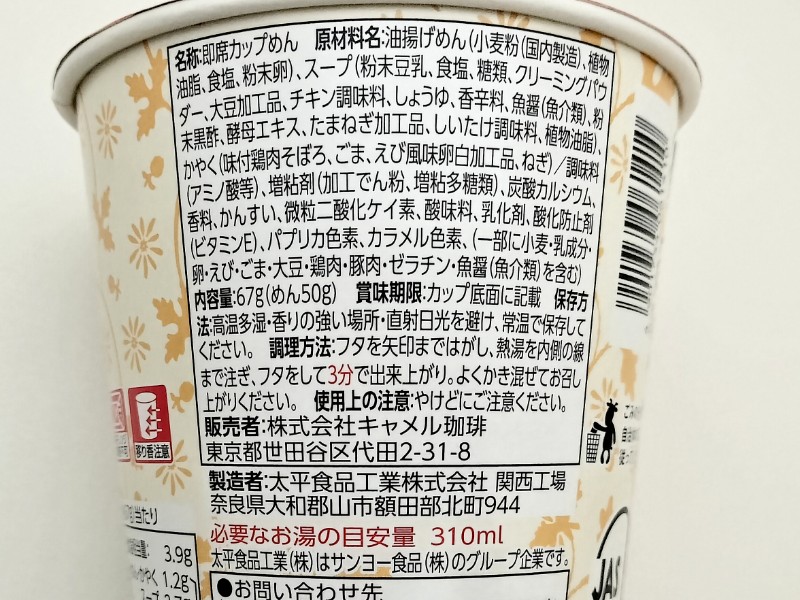 名称:即席カップめん　原材料名:油揚げめん(小麦粉(国内製造)、植物
油脂、食塩、粉末卵)、スープ(粉末豆乳、食塩、糖類、クリーミングパウ
ダー、大豆加工品、チキン調味料、しょうゆ、香辛料、魚醤(魚介類)、粉
末黒酢、酵母エキス、たまねぎ加工品、しいたけ調味料、植物油脂)、
かやく(味付鶏肉そぼろ、ごま、えび風味卵白加工品、ねぎ)／調味料
(アミノ酸等)、増粘剤(加工でん粉、増粘多糖類)、炭酸カルシウム、
香料、かんすい、微粒二酸化ケイ素、酸味料、乳化剤、酸化防止剤
(ビタミンE)、パプリカ色素、カラメル色素、(一部に小麦・乳成分・
卵・えび・ごま・大豆・鶏肉・豚肉・ゼラチン・魚醤(魚介類)を含む)
内容量:67g(めん50g)　賞味期限:カップ底面に記載　保存方
法:高温多湿・香りの強い場所・直射日光を避け、常温で保存して
ください。　調理方法:フタを矢印まではがし、熱湯を内側の線
まで注ぎ、フタをして3分で出来上がり。よくかき混ぜてお召し
上がりください。　使用上の注意:やけどにご注意ください。
販売者:株式会社キャメル珈琲
東京都世田谷区代田2-31-8
製造者:太平食品工業株式会社 関西工場
奈良県大和郡山市額田部北町944
必要なお湯の目安量 310ml
太平食品工業(株)はサンヨー食品(株)のグループ企業です。
●お問い合わせ先
移り香注意
当たり
3.9g
かやく 1.2g
スープ
JAS